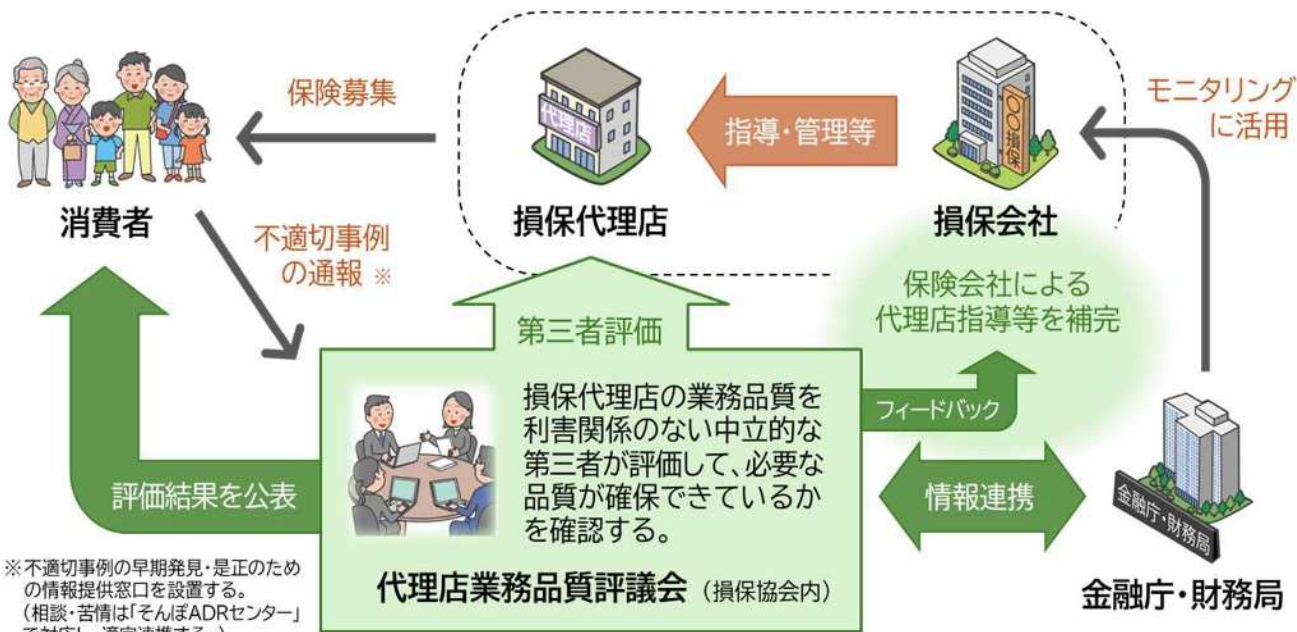 保険募集
代理店
指導・管理等
〇〇損保
モニタリング
に活用
消費者
損保代理店
損保会社
不適切事例
の通報 ※
保険会社による
代理店指導等を補完
第三者評価
損保代理店の業務品質を
利害関係のない中立的な
第三者が評価して、必要な
品質が確保できているか
を確認する。
フィードバック
評価結果を公表
情報連携
金融庁・財務局
代理店業務品質評議会 (損保協会内)
金融庁・財務局
※不適切事例の早期発見・是正のため
の情報提供窓口を設置する。
(相談・苦情は「そんぽADRセンター」